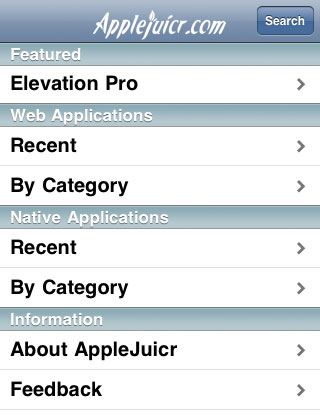 Applejuicr.com
Search
Featured
Elevation Pro
Web Applications
Recent
By Category
Native Applications
Recent
By Category
Information
About AppleJuicr
Feedback